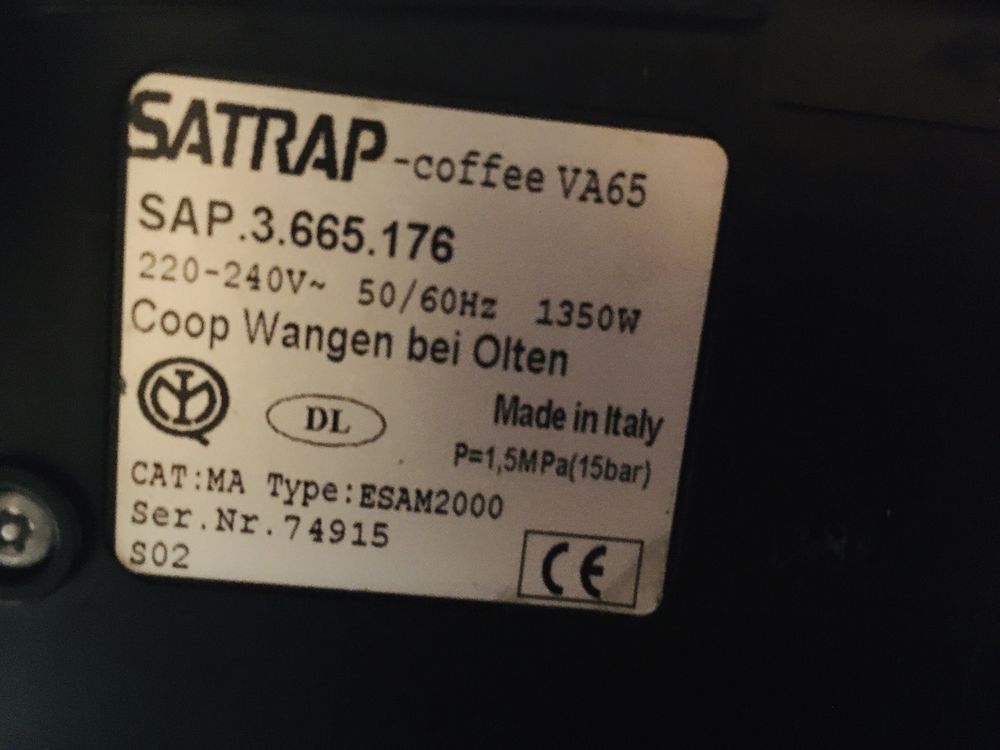 SATRAP -coffee VA65
SAP.3.665.176
220-240V~ 50/60Hz 1350W
Coop Wangen bei Olten
DL
Made in Italy
P=1,5MPa(15bar)
CAT:MA Type:ESAM2000
Ser.Nr.74915
S02
CE